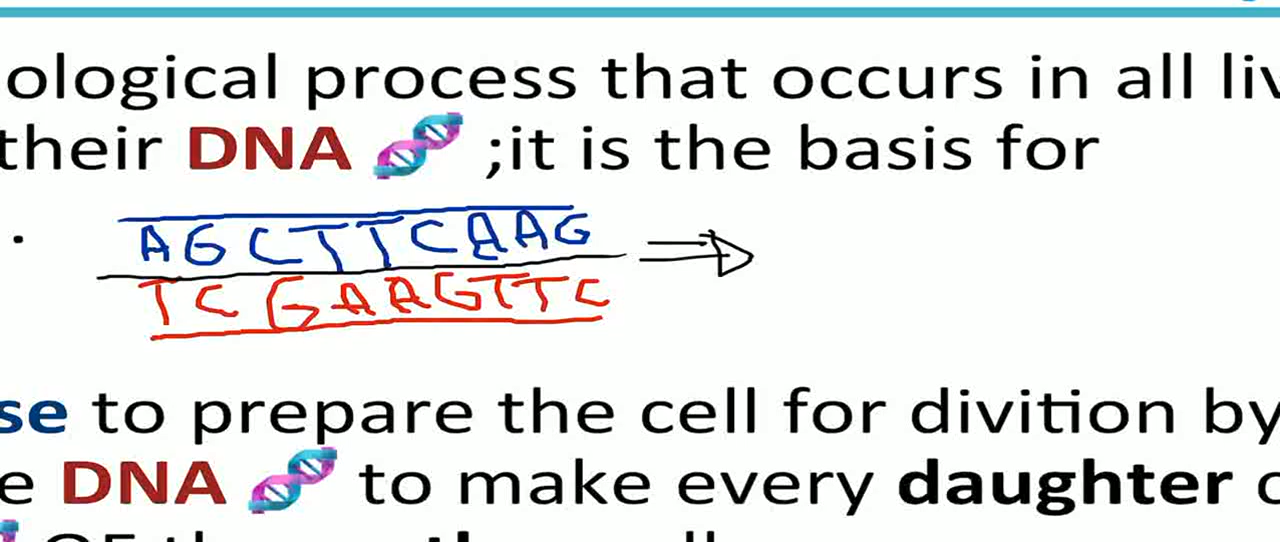 ological process that occurs in all liv
their DNA ;it is the basis for
.
AGCTTCAAG
TCGAAGTTC
se to prepare the cell for divition by
e DNA to make every daughter c